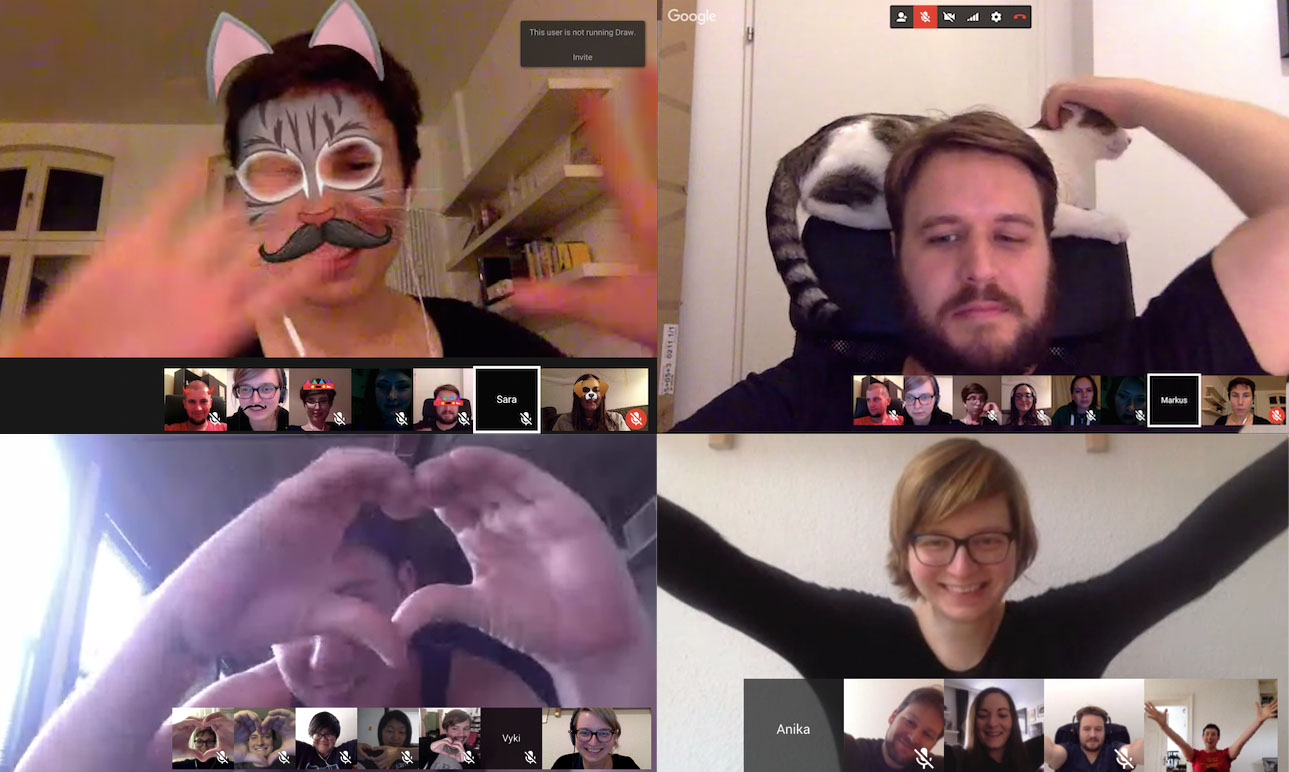 This user is not running Draw.
Invite
Google
Sara
Markus
Vyki
Anika